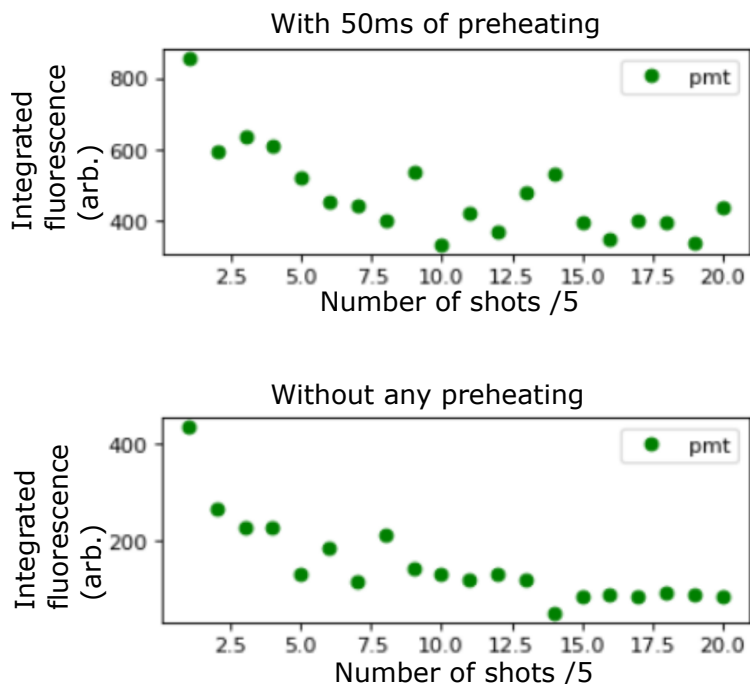 With 50ms of preheating
Integrated
fluorescence
(arb.)
800
600
400
pmt
2.5 5.0 7.5 10.0 12.5 15.0 17.5 20.0
Number of shots /5
Without any preheating
Integrated
fluorescence
(arb.)
400
200
pmt
2.5 5.0 7.5 10.0 12.5 15.0 17.5 20.0
Number of shots /5